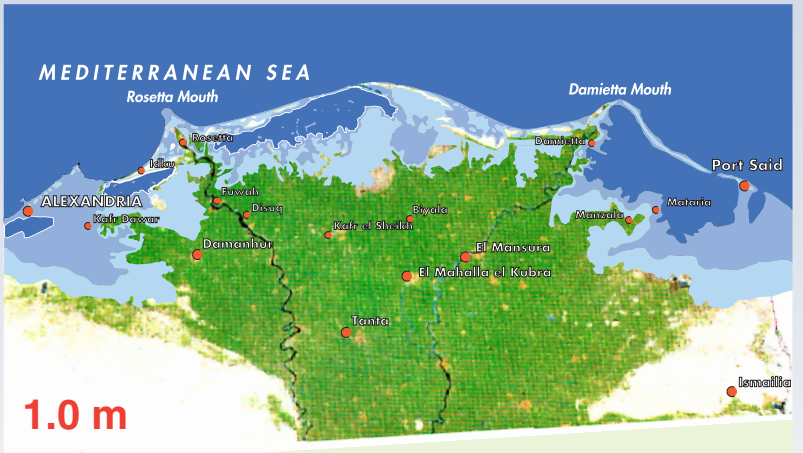 MEDITERRANEAN SEA
Rosetta Mouth
Damietta Mouth
Rosetta
Damietta
Idku
Port Said
Fuwah
ALEXANDRIA
Disuq
Biyala
Mataria
Kafr Dawar
Kafr el Sheikh
Manzala
Damanhur
El Mansura
El Mahalla el Kubra
Tanta
Ismailia
1.0 m